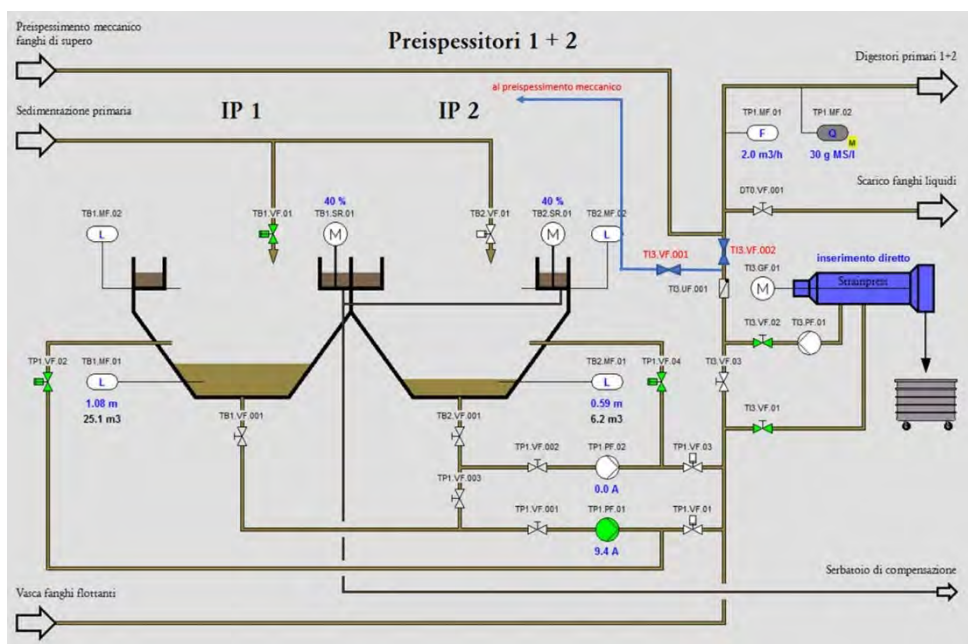 Preispessimento meccanico
fanghi di supero
Preispessitori 1 + 2
Digestori primari 1+2
al preispessimento meccanico
Sedimentazione primaria
IP 1
IP 2
TP1.MF.01
TP1.MF.02
F
Q
M
2.0 m3/h
30 g MS/l
Scarico fanghi liquidi
DT0.VF.001
40 %
40 %
TB1.MF.02
TB1.VF.01
TB1.SR.01
TB2.VF.01
TB2.SR.01
TB2.MF.02
L
M
M
L
TI3.VF.001
TI3.VF.002
inserimento diretto
TI3.GF.01
M
Strainpress
TI3.UF.001
TI3.VF.02
TI3.PF.01
TP1.VF.02
TB1.MF.01
TB2.MF.01
TP1.VF.04
TI3.VF.03
L
L
1.08 m
25.1 m3
0.59 m
6.2 m3
TB1.VF.001
TB2.VF.001
TI3.VF.01
TP1.VF.002
TP1.PF.02
TP1.VF.03
TP1.VF.003
0.0 A
TP1.VF.001
TP1.PF.01
TP1.VF.01
9.4 A
Serbatoio di compensazione
Vasca fanghi flottanti